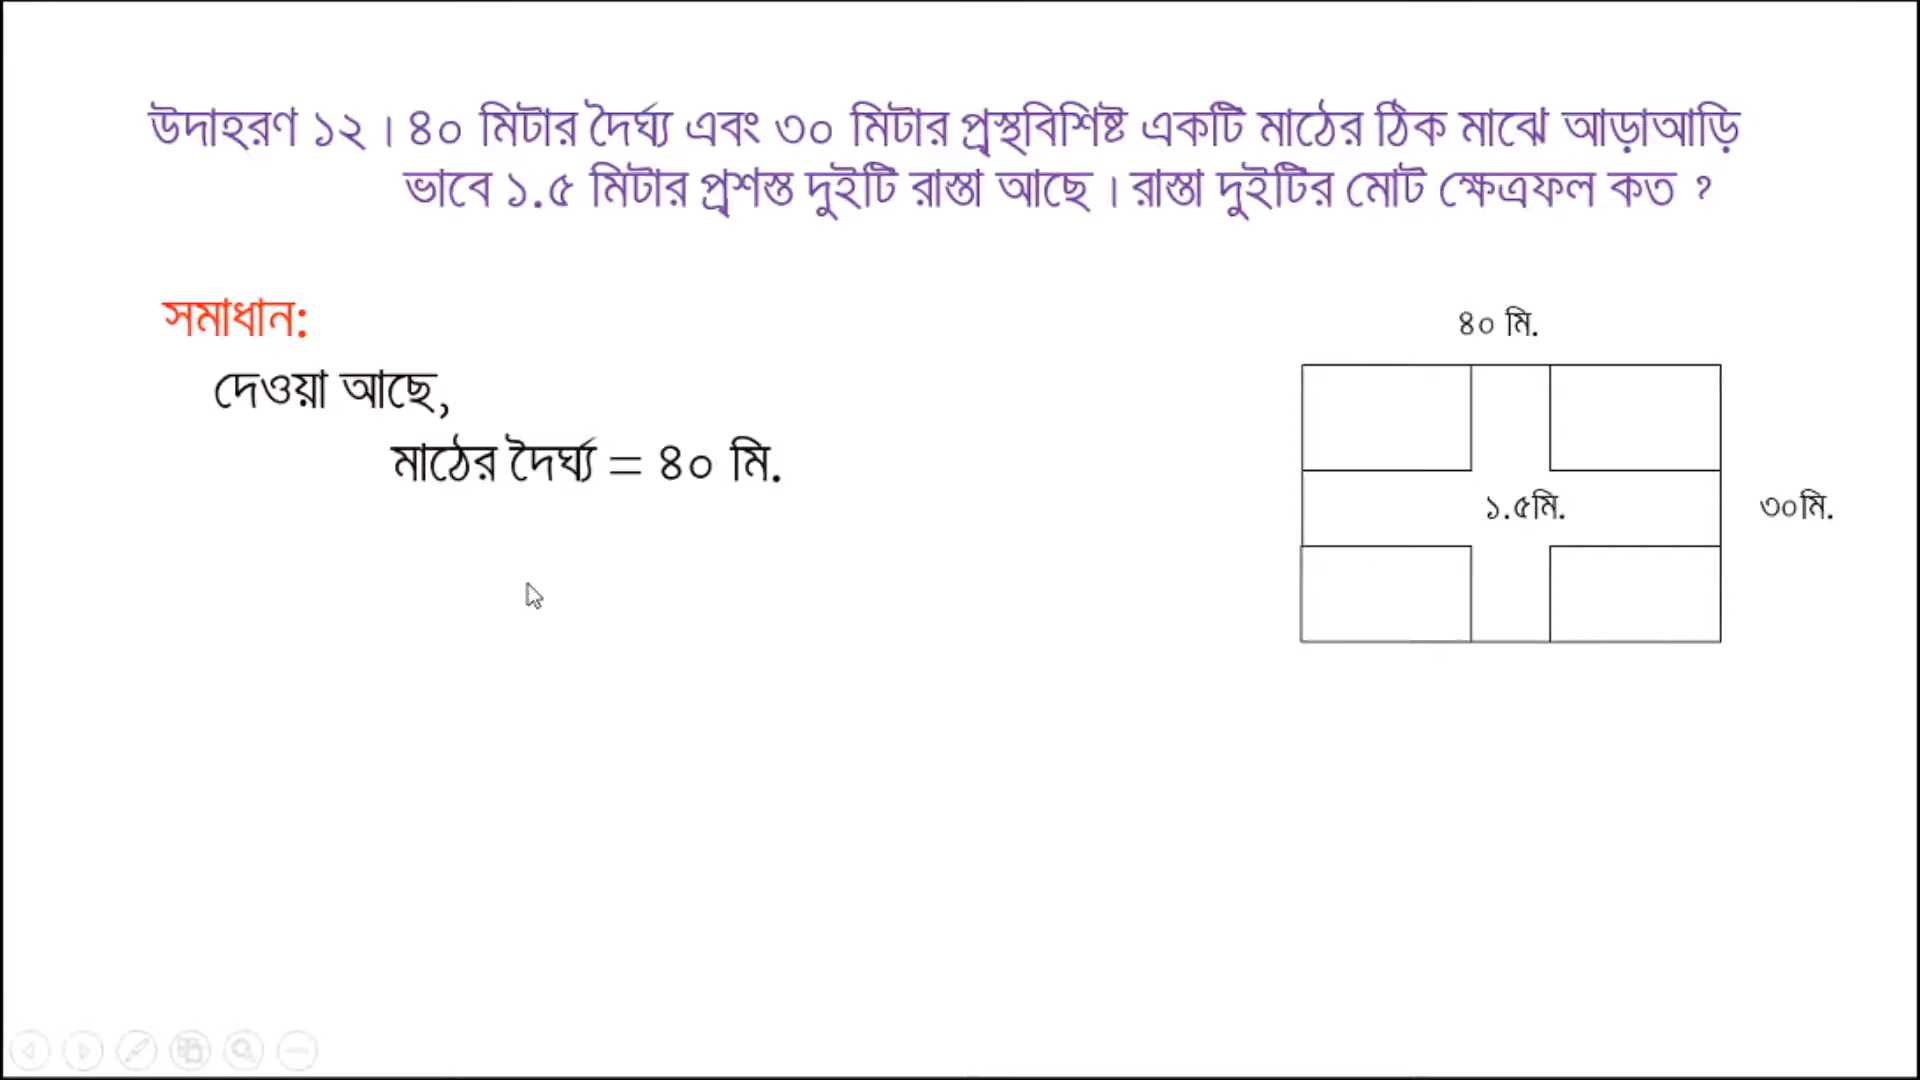 উদাহরণ ১২। ৪০ মিটার দৈর্ঘ্য এবং ৩০ মিটার প্রস্থবিশিষ্ট একটি মাঠের ঠিক মাঝে আড়াআড়ি
ভাবে ১.৫ মিটার প্রশস্ত দুইটি রাস্তা আছে। রাস্তা দুইটির মোট ক্ষেত্রফল কত ?
সমাধান:
দেওয়া আছে,
মাঠের দৈর্ঘ্য = ৪০ মি.
৪০ মি.
১.৫মি.
৩০মি.